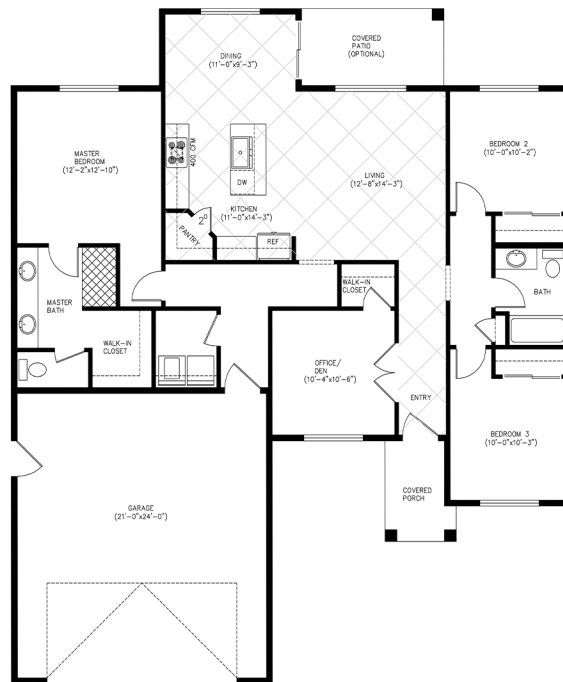 COVERED
PATIO
(OPTIONAL)
DINING
(11'-0"x9'-3")
MASTER
BEDROOM
(12'-2"x12'-10")
400 CFM
DW
BEDROOM 2
(10'-0"x10'-2")
LIVING
(12'-8"x14'-3")
KITCHEN
(11'-0"x14'-3")
2⁰
PANTRY
REF
MASTER
BATH
WALK-IN
CLOSET
BATH
WALK-IN
CLOSET
OFFICE/
DEN
(10'-4"x10'-6")
ENTRY
BEDROOM 3
(10'-0"x10'-3")
COVERED
PORCH
GARAGE
(21'-0"x24'-0")